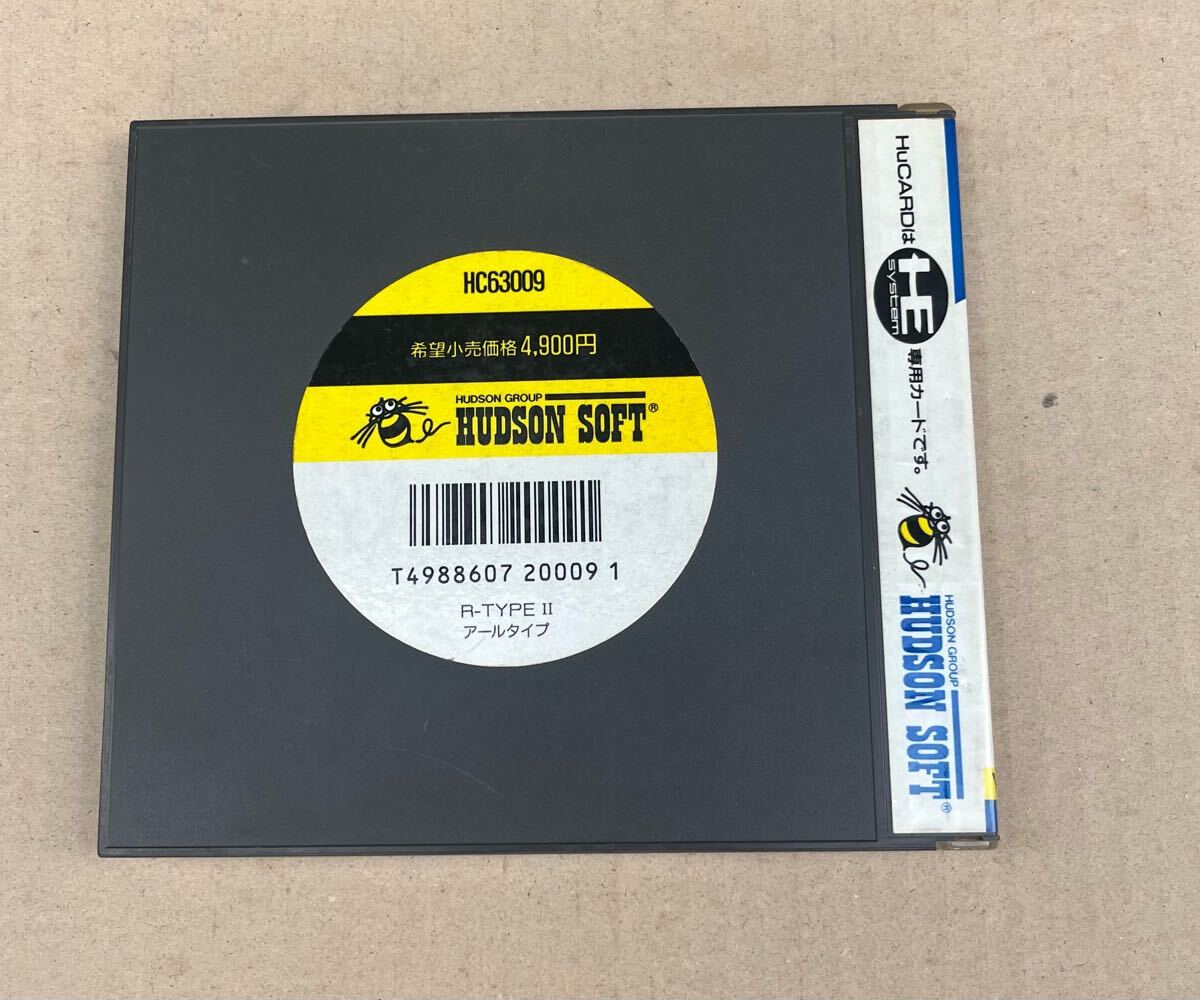 HC63009
希望小売価格 4,900円
HUDSON GROUP
HUDSON SOFT®
T4988607 20009 1
R-TYPE II
アールタイプ
HuCARDは HE system 専用カードです。
HUDSON GROUP
HUDSON SOFT®